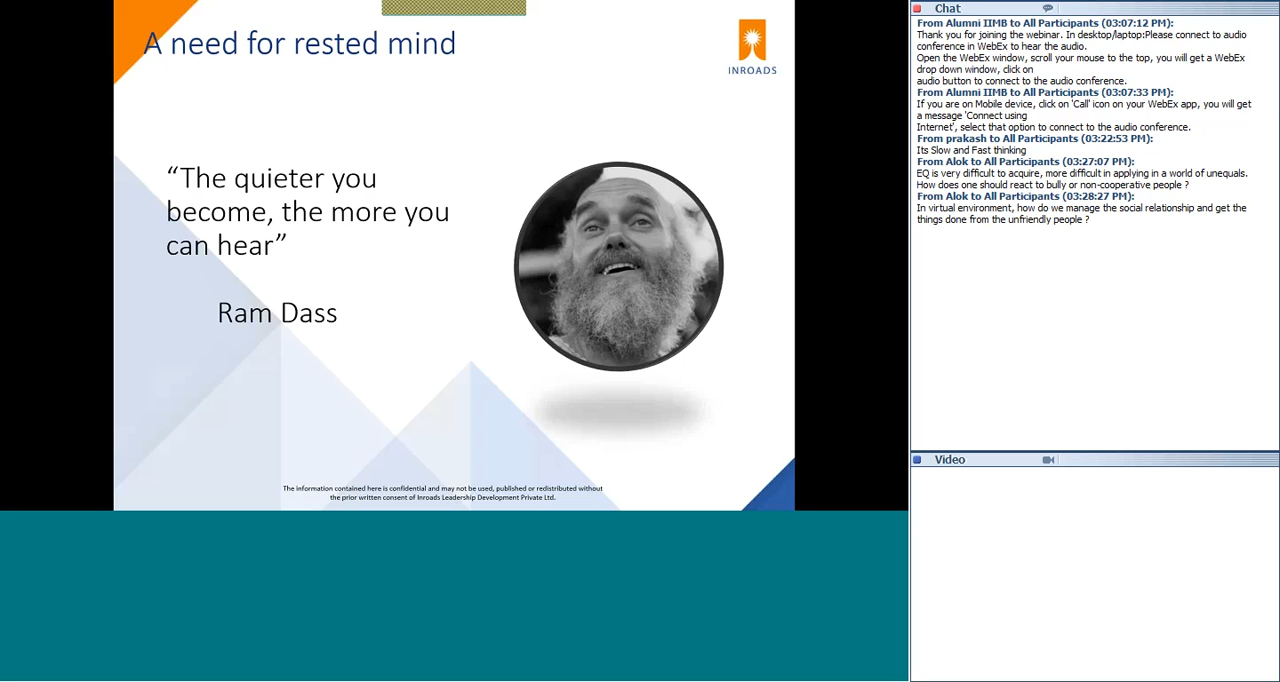 A need for rested mind
INROADS
“The quieter you
become, the more you
can hear”
Ram Dass
The information contained here is confidential and may not be used, published or redistributed without
the prior written consent of Inroads Leadership Development Private Ltd.
Chat
From Alumni IIMB to All Participants (03:07:12 PM):
Thank you for joining the webinar. In desktop/laptop:Please connect to audio
conference in WebEx to hear the audio.
Open the WebEx window, scroll your mouse to the top, you will get a WebEx
drop down window, click on
audio button to connect to the audio conference.
From Alumni IIMB to All Participants (03:07:33 PM):
If you are on Mobile device, click on 'Call' icon on your WebEx app, you will get
a message 'Connect using
Internet', select that option to connect to the audio conference.
From prakash to All Participants (03:22:53 PM):
Its Slow and Fast thinking
From Alok to All Participants (03:27:07 PM):
EQ is very difficult to acquire, more difficult in applying in a world of unequals.
How does one should react to bully or non-cooperative people ?
From Alok to All Participants (03:28:27 PM):
In virtual environment, how do we manage the social relationship and get the
things done from the unfriendly people ?
Video